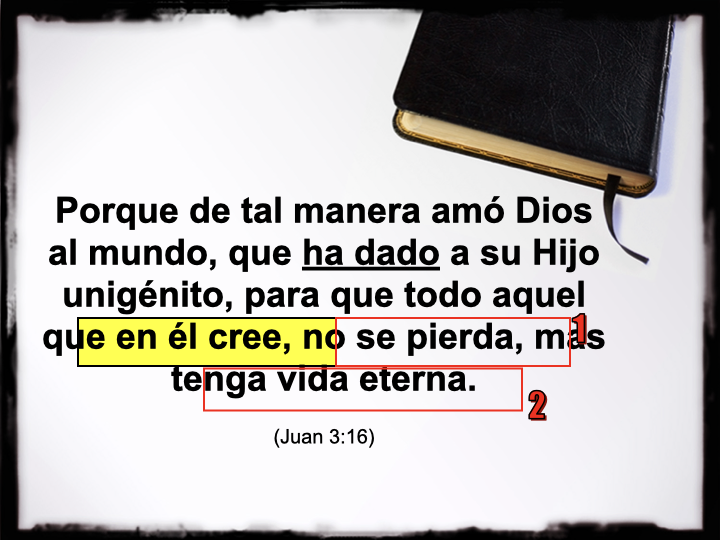 Porque de tal manera amó Dios
al mundo, que ha dado a su Hijo
unigénito, para que todo aquel
que en él cree, no se pierda, mas
1
tenga vida eterna.
2
(Juan 3:16)